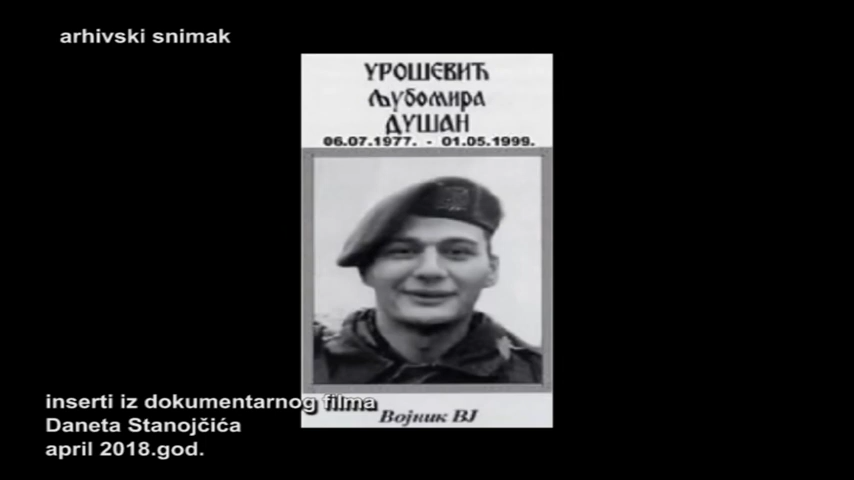 arhivski snimak
УРОШЕВИЋ
Љубомира
ДУШАН
06.07.1977. - 01.05.1999.
inserti iz dokumentarnog filma
Daneta Stanojčića
april 2018.god.
Војник ВЈ